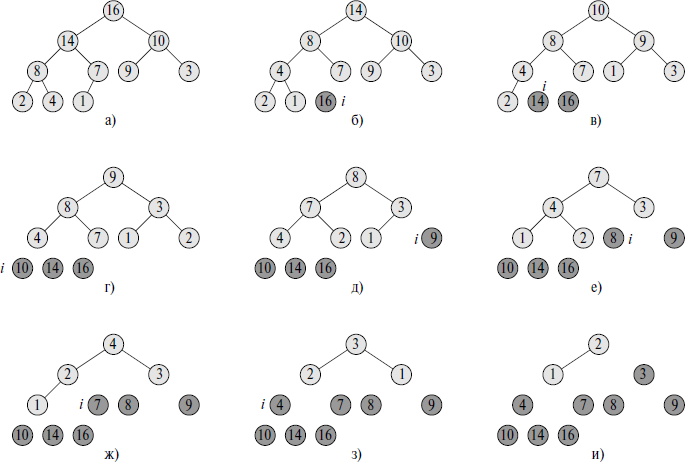 16 14 10
14 10 8 10 8 9
8 7 9 3 4 7 9 3 4 7 1 3
i
2 4 1 2 1 16 i 2 14 16
а) б) в)
9 8 7
8 3 7 3 4 3
4 7 1 2 4 2 1 i 9 1 2 8 i 9
i 10 14 16 10 14 16 10 14 16
г) д) е)
4 3 2
2 3 2 1 1 3
1 i 7 8 9 i 4 7 8 9 4 7 8 9
10 14 16 10 14 16 10 14 16
ж) з) и)